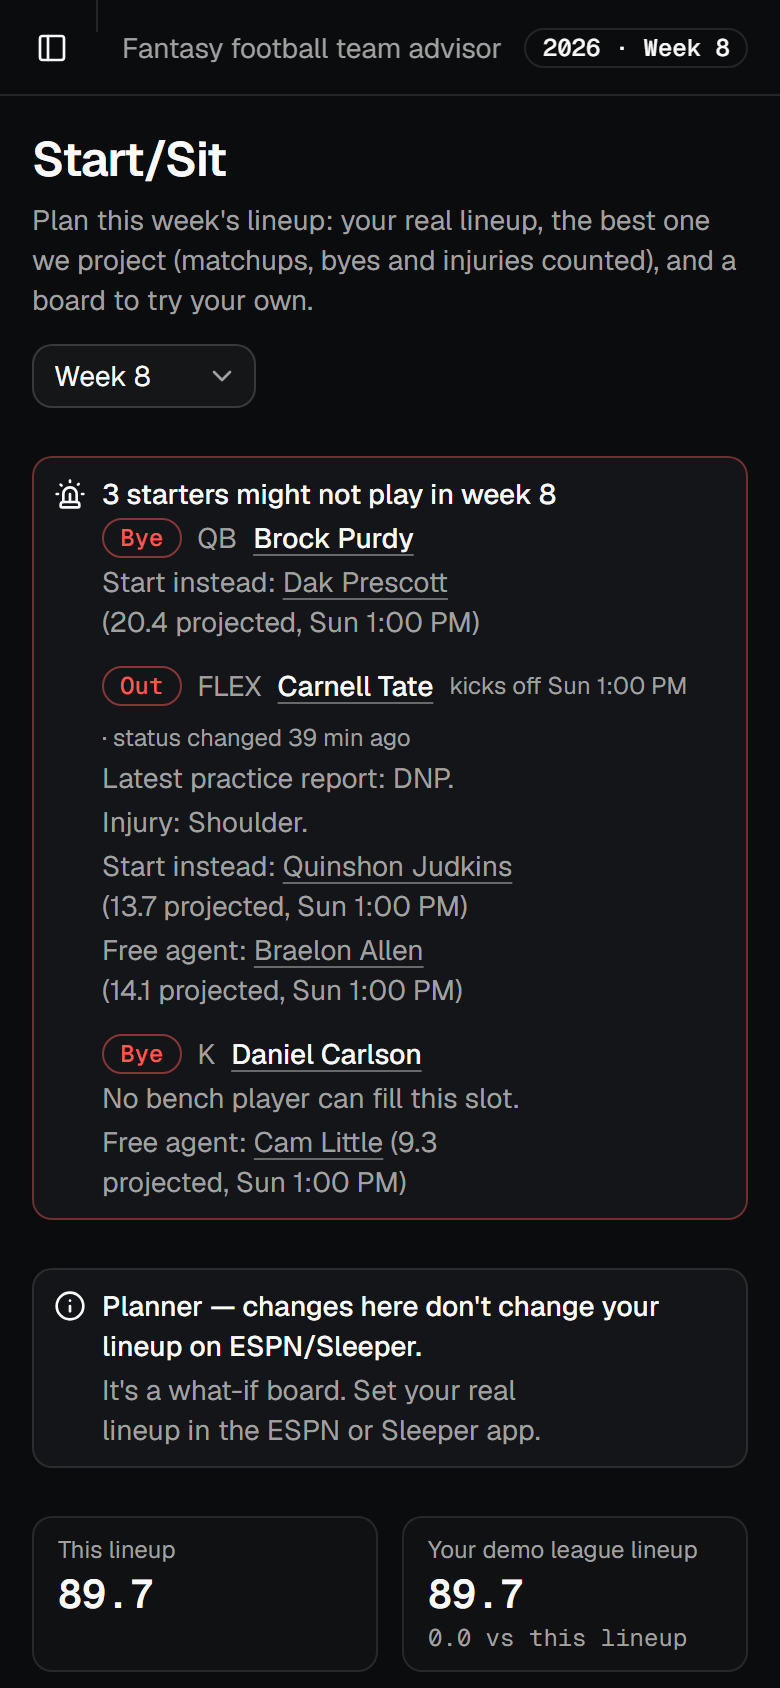 Fantasy football team advisor
2026 · Week 8
Start/Sit
Plan this week's lineup: your real lineup, the best one
we project (matchups, byes and injuries counted), and a
board to try your own.
Week 8
3 starters might not play in week 8
Bye QB Brock Purdy
Start instead: Dak Prescott
(20.4 projected, Sun 1:00 PM)
Out FLEX Carnell Tate kicks off Sun 1:00 PM
· status changed 39 min ago
Latest practice report: DNP.
Injury: Shoulder.
Start instead: Quinshon Judkins
(13.7 projected, Sun 1:00 PM)
Free agent: Braelon Allen
(14.1 projected, Sun 1:00 PM)
Bye K Daniel Carlson
No bench player can fill this slot.
Free agent: Cam Little (9.3
projected, Sun 1:00 PM)
Planner — changes here don't change your
lineup on ESPN/Sleeper.
It's a what-if board. Set your real
lineup in the ESPN or Sleeper app.
This lineup
89.7
Your demo league lineup
89.7
0.0 vs this lineup